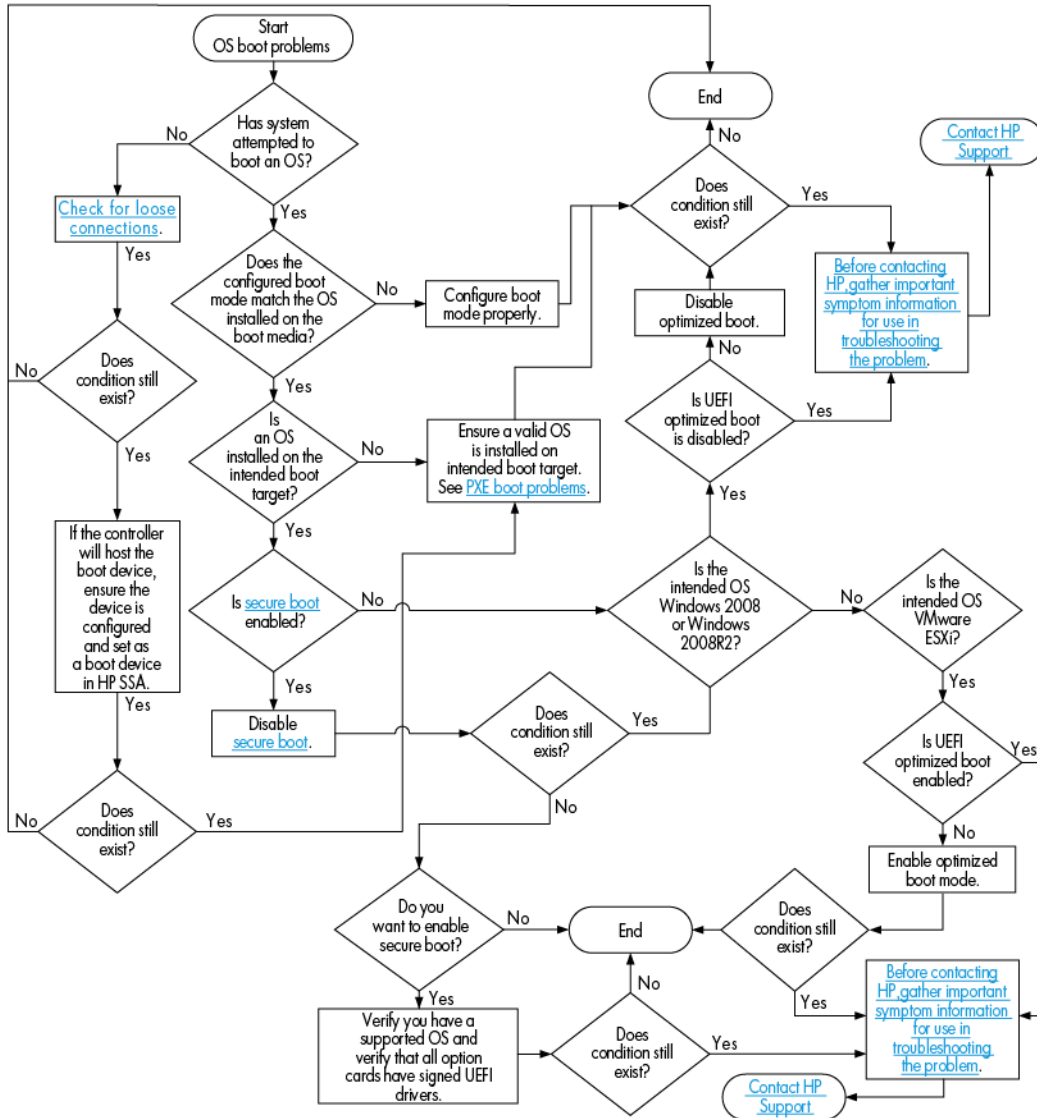 Start
OS boot problems
End
No
Has system
attempted to
boot an OS?
No
Contact HP
Support
Yes
Check for loose
connections.
Does
condition still
exist?
Yes
Yes
Does the
configured boot
mode match the OS
installed on the
boot media?
No
Configure boot
mode properly.
Disable
optimized boot.
Before contacting
HP,gather important
symptom information
for use in
troubleshooting
the problem.
No
Does
condition still
exist?
No
Yes
Is UEFI
optimized boot
is disabled?
Yes
Is
an OS
installed on the
intended boot
target?
No
Ensure a valid OS
is installed on
intended boot target.
See PXE boot problems.
Yes
Yes
Yes
If the controller
will host the
boot device,
ensure the
device is
configured
and set as
a boot device
in HP SSA.
Is secure boot
enabled?
No
Is the
intended OS
Windows 2008
or Windows
2008R2?
No
Is the
intended OS
VMware
ESXi?
Yes
Yes
Yes
Disable
secure boot.
Does
condition still
exist?
Yes
Is UEFI
optimized boot
enabled?
Yes
No
Does
condition still
exist?
Yes
No
No
Enable optimized
boot mode.
Do you
want to enable
secure boot?
No
End
Does
condition still
exist?
No
Yes
Before contacting
HP,gather important
symptom information
for use in
troubleshooting
the problem.
Yes
Verify you have a
supported OS and
verify that all option
cards have signed UEFI
drivers.
Does
condition still
exist?
Yes
Contact HP
Support